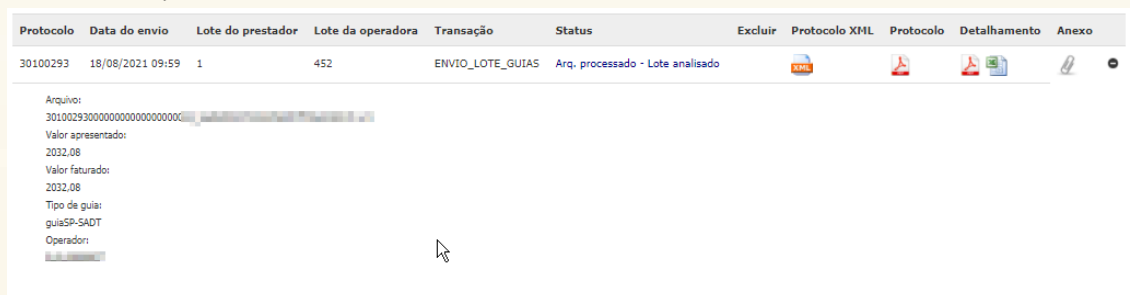 Protocolo Data do envio Lote do prestador Lote da operadora Transação Status Excluir Protocolo XML Protocolo Detalhamento Anexo
30100293 18/08/2021 09:59 1 452 ENVIO_LOTE_GUIAS Arq. processado - Lote analisado XML
Arquivo:
Valor apresentado:
2032,08
Valor faturado:
2032,08
Tipo de guia:
guiaSP-SADT
Operador: